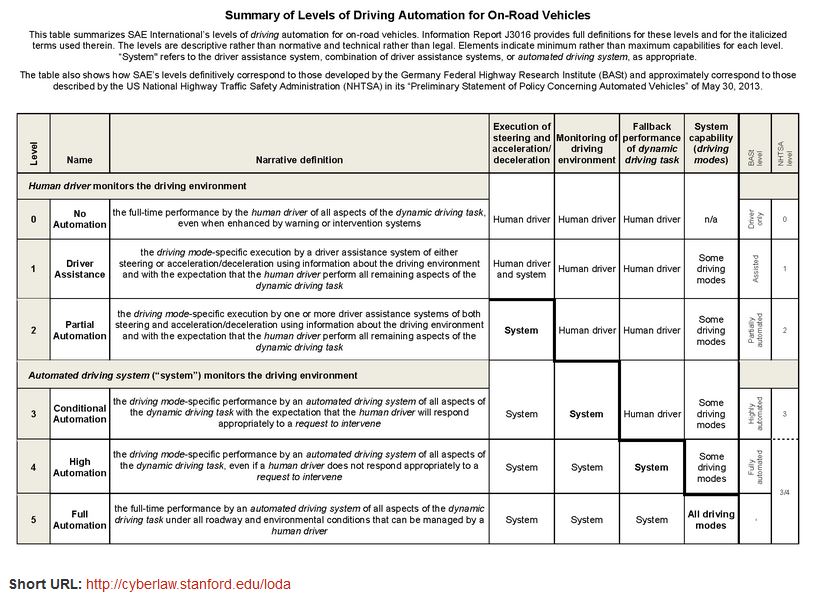 Summary of Levels of Driving Automation for On-Road Vehicles
This table summarizes SAE International's levels of driving automation for on-road vehicles. Information Report J3016 provides full definitions for these levels and for the italicized
terms used therein. The levels are descriptive rather than normative and technical rather than legal. Elements indicate minimum rather than maximum capabilities for each level.
"System" refers to the driver assistance system, combination of driver assistance systems, or automated driving system, as appropriate.
The table also shows how SAE's levels definitively correspond to those developed by the Germany Federal Highway Research Institute (BASt) and approximately correspond to those
described by the US National Highway Traffic Safety Administration (NHTSA) in its "Preliminary Statement of Policy Concerning Automated Vehicles" of May 30, 2013.
Level
Name
Narrative definition
Execution of
steering and
acceleration/
deceleration
Monitoring of
driving
environment
Fallback
performance
of dynamic
driving task
System
capability
(driving
modes)
BASt
level
NHTSA
level
Human driver monitors the driving environment
0
No
Automation
the full-time performance by the human driver of all aspects of the dynamic driving task,
even when enhanced by warning or intervention systems
Human driver
Human driver
Human driver
n/a
Driver
only
0
1
Driver
Assistance
the driving mode-specific execution by a driver assistance system of either
steering or acceleration/deceleration using information about the driving environment
and with the expectation that the human driver perform all remaining aspects of the
dynamic driving task
Human driver
and system
Human driver
Human driver
Some
driving
modes
Assisted
1
2
Partial
Automation
the driving mode-specific execution by one or more driver assistance systems of both
steering and acceleration/deceleration using information about the driving environment
and with the expectation that the human driver perform all remaining aspects of the
dynamic driving task
System
Human driver
Human driver
Some
driving
modes
Partially
automated
2
Automated driving system ("system") monitors the driving environment
3
Conditional
Automation
the driving mode-specific performance by an automated driving system of all aspects of
the dynamic driving task with the expectation that the human driver will respond
appropriately to a request to intervene
System
System
Human driver
Some
driving
modes
Highly
automated
3
4
High
Automation
the driving mode-specific performance by an automated driving system of all aspects of
the dynamic driving task, even if a human driver does not respond appropriately to a
request to intervene
System
System
System
Some
driving
modes
Fully
automated
3/4
5
Full
Automation
the full-time performance by an automated driving system of all aspects of the dynamic
driving task under all roadway and environmental conditions that can be managed by a
human driver
System
System
System
All driving
modes
-
Short URL: http://cyberlaw.stanford.edu/loda